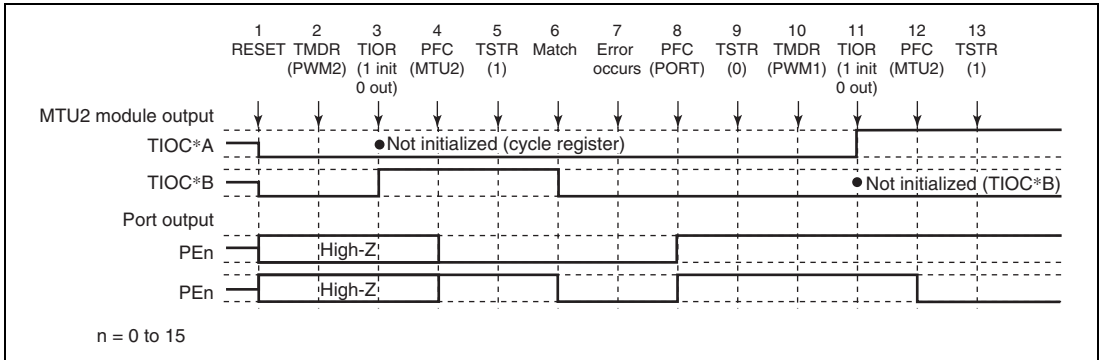 1 2 3 4 5 6 7 8 9 10 11 12 13
RESET TMDR TIOR PFC TSTR Match Error PFC TSTR TMDR TIOR PFC TSTR
(PWM2) (1 init (MTU2) (1) occurs (PORT) (0) (PWM1) (1 init (MTU2) (1)
0 out) 0 out)
MTU2 module output
TIOC*A
●Not initialized (cycle register)
TIOC*B
● Not initialized (TIOC*B)
Port output
PEn
High-Z
PEn
High-Z
n = 0 to 15